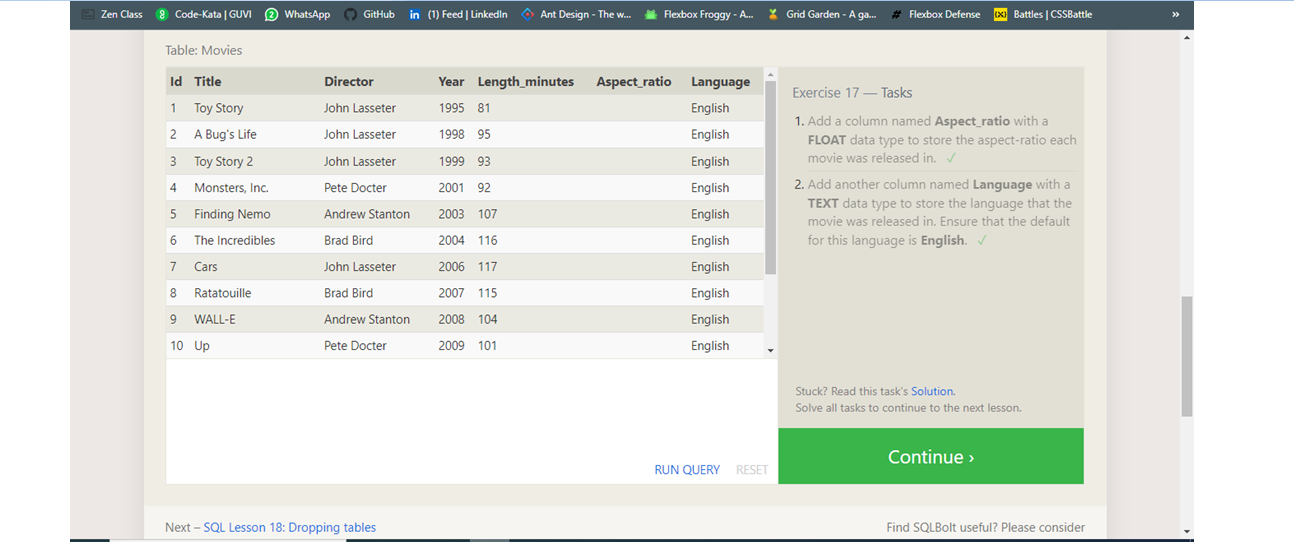 Zen Class Code-Kata | GUVI WhatsApp GitHub (1) Feed | LinkedIn Ant Design - The w... Flexbox Froggy - A... Grid Garden - A ga... Flexbox Defense Battles | CSSBattle »
Table: Movies
Id Title Director Year Length_minutes Aspect_ratio Language
1 Toy Story John Lasseter 1995 81 English
2 A Bug's Life John Lasseter 1998 95 English
3 Toy Story 2 John Lasseter 1999 93 English
4 Monsters, Inc. Pete Docter 2001 92 English
5 Finding Nemo Andrew Stanton 2003 107 English
6 The Incredibles Brad Bird 2004 116 English
7 Cars John Lasseter 2006 117 English
8 Ratatouille Brad Bird 2007 115 English
9 WALL-E Andrew Stanton 2008 104 English
10 Up Pete Docter 2009 101 English
RUN QUERY RESET
Exercise 17 — Tasks
1. Add a column named Aspect_ratio with a
FLOAT data type to store the aspect-ratio each
movie was released in. ✓
2. Add another column named Language with a
TEXT data type to store the language that the
movie was released in. Ensure that the default
for this language is English. ✓
Stuck? Read this task's Solution.
Solve all tasks to continue to the next lesson.
Continue ›
Next – SQL Lesson 18: Dropping tables
Find SQLBolt useful? Please consider